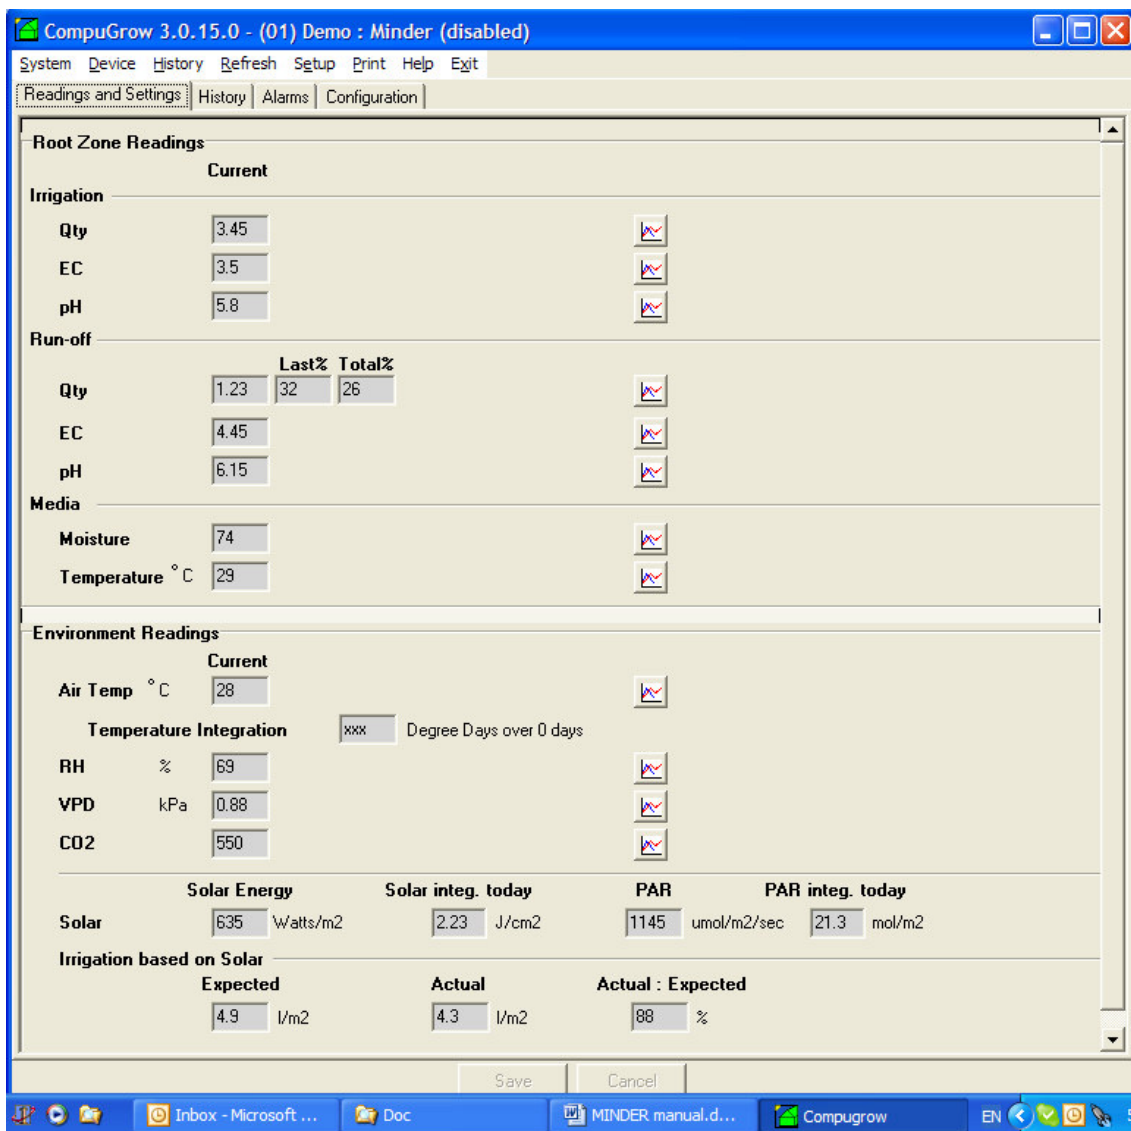 CompuGrow 3.0.15.0 - (01) Demo : Minder (disabled)
System Device History Refresh Setup Print Help Exit
Readings and Settings History Alarms Configuration
Root Zone Readings
Current
Irrigation
Qty 3.45
EC 3.5
pH 5.8
Run-off
Last% Total%
Qty 1.23 32 26
EC 4.45
pH 6.15
Media
Moisture 74
Temperature °C 29
Environment Readings
Current
Air Temp °C 28
Temperature Integration xxx Degree Days over 0 days
RH % 69
VPD kPa 0.88
CO2 550
Solar Energy Solar integ. today PAR PAR integ. today
Solar 635 Watts/m2 2.23 J/cm2 1145 umol/m2/sec 21.3 mol/m2
Irrigation based on Solar
Expected Actual Actual : Expected
4.9 l/m2 4.3 l/m2 88 %
Save Cancel
Inbox - Microsoft ... Doc MINDER manual.d... Compugrow EN